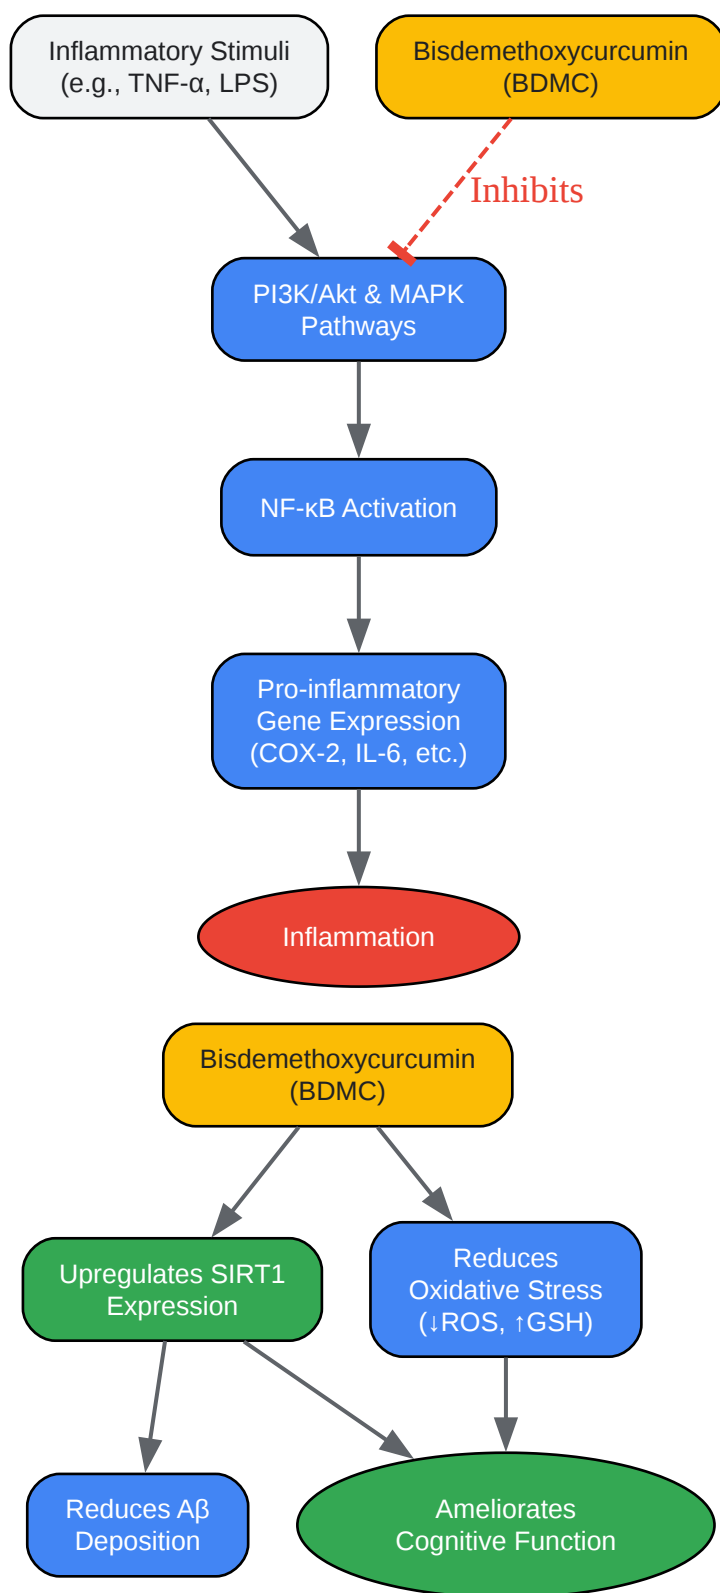 Inflammatory Stimuli
(e.g., TNF-α, LPS)
Bisdemethoxycurcumin
(BDMC)
Inhibits
PI3K/Akt & MAPK
Pathways
NF-κB Activation
Pro-inflammatory
Gene Expression
(COX-2, IL-6, etc.)
Inflammation
Bisdemethoxycurcumin
(BDMC)
Upregulates SIRT1
Expression
Reduces
Oxidative Stress
(↓ROS, ↑GSH)
Reduces Aβ
Deposition
Ameliorates
Cognitive Function